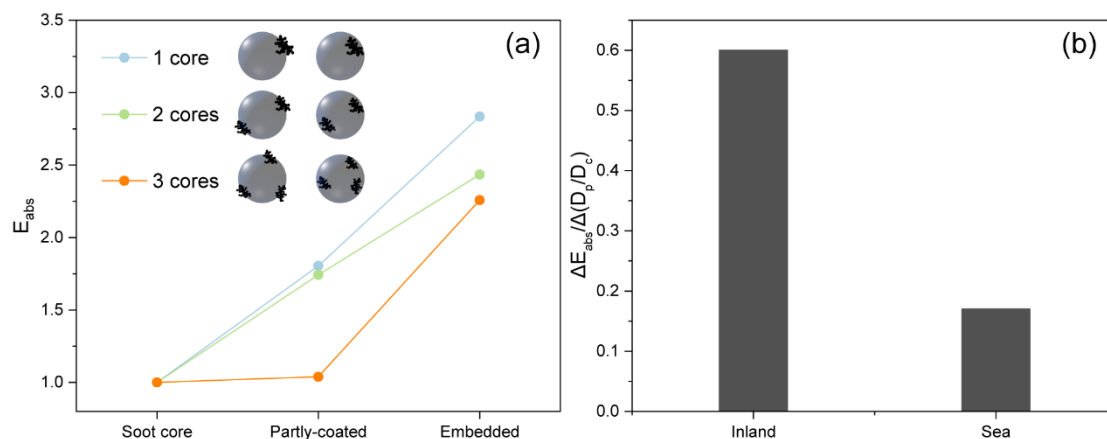 (a)
1 core
2 cores
3 cores
E_abs
3.5
3.0
2.5
2.0
1.5
1.0
Soot core
Partly-coated
Embedded
(b)
ΔE_abs/Δ(D_p/D_c)
0.6
0.5
0.4
0.3
0.2
0.1
0.0
Inland
Sea